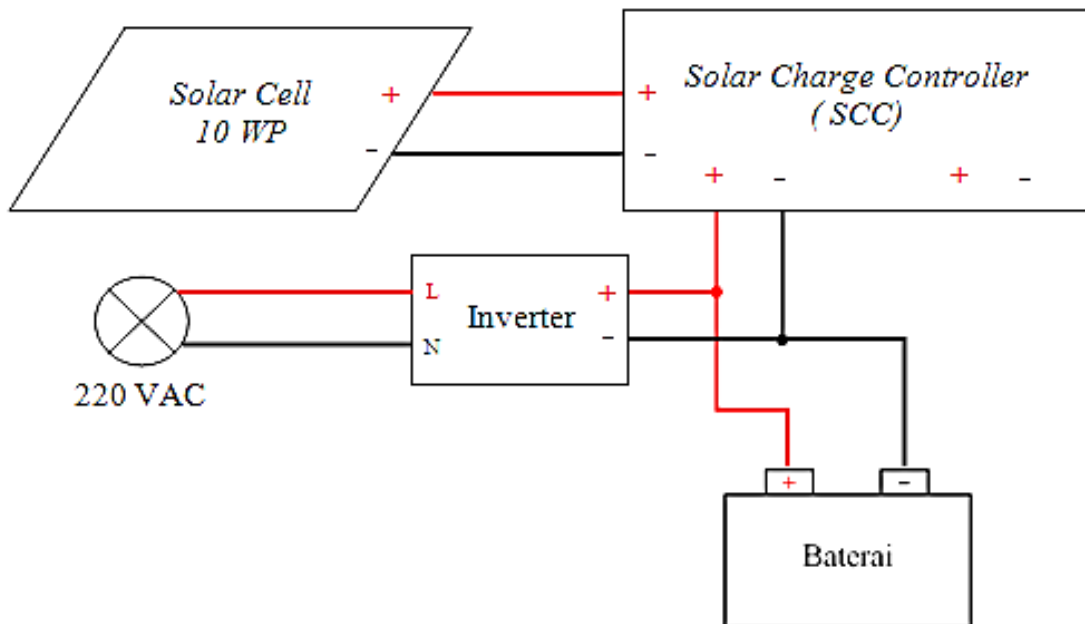 Solar Cell
10 WP
+
-
Solar Charge Controller
( SCC)
+
-
+ - + -
L
N
Inverter
+
-
220 VAC
+ -
Baterai